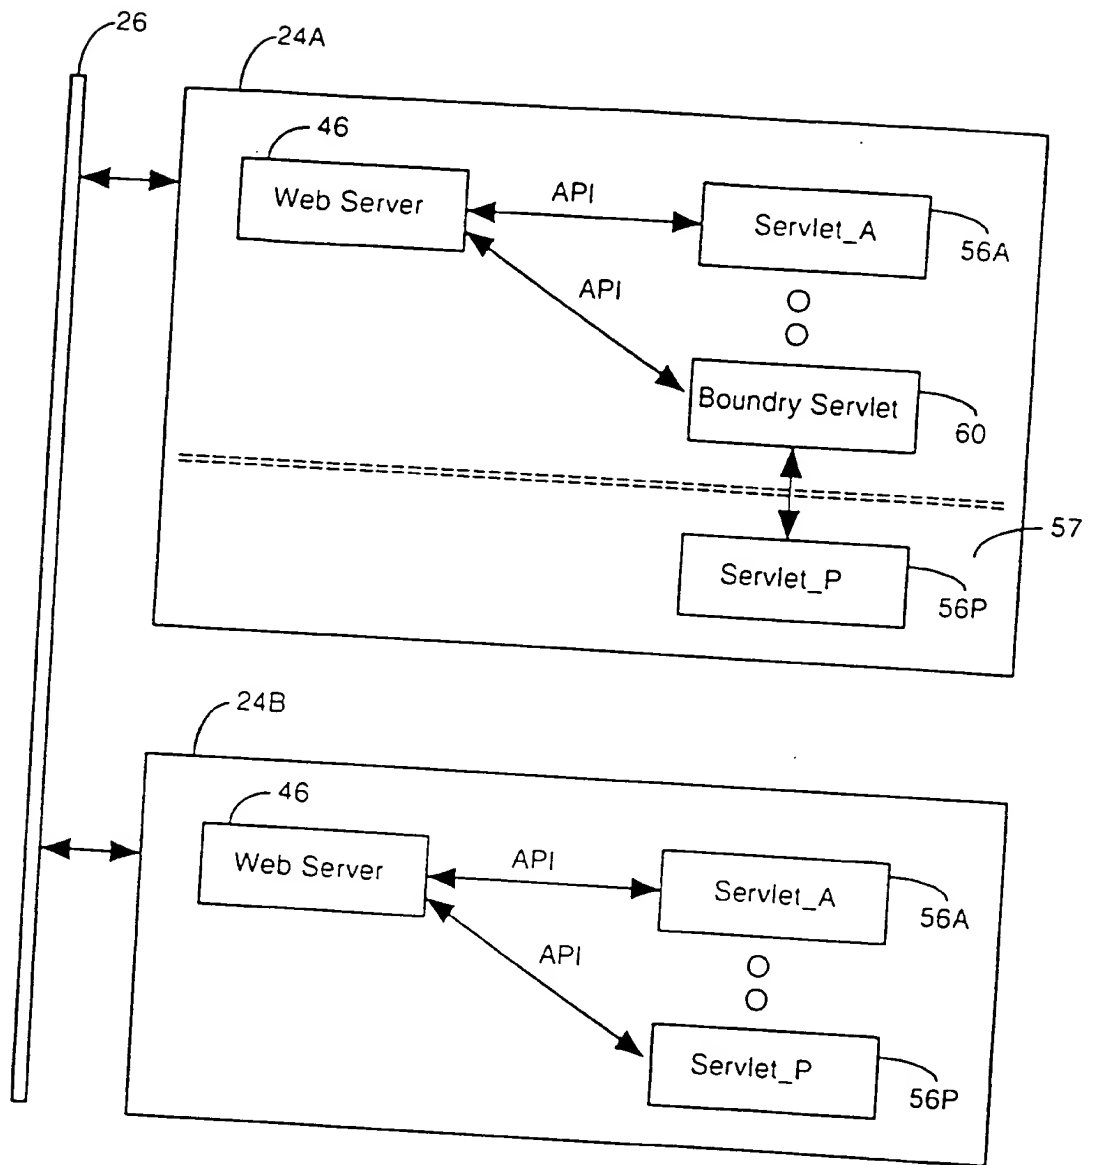 26
24A
46
Web Server
API
Servlet_A
56A
API
Boundry Servlet
60
57
Servlet_P
56P
24B
46
Web Server
API
Servlet_A
56A
API
Servlet_P
56P